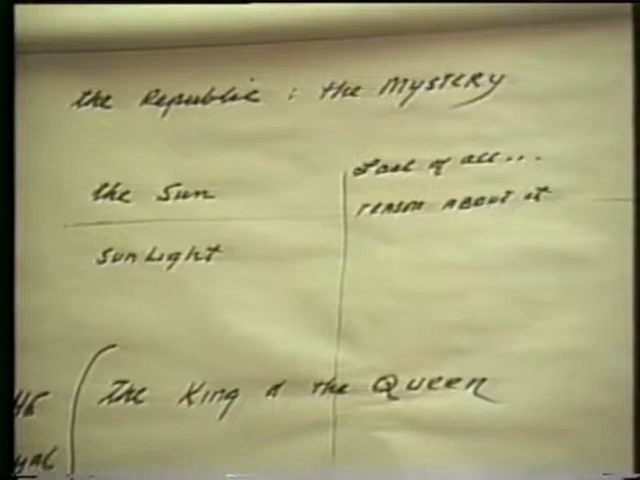 the Republic : the MYSTERY
the Sun
Sun Light
Last of all...
reason about it
The King & the Queen